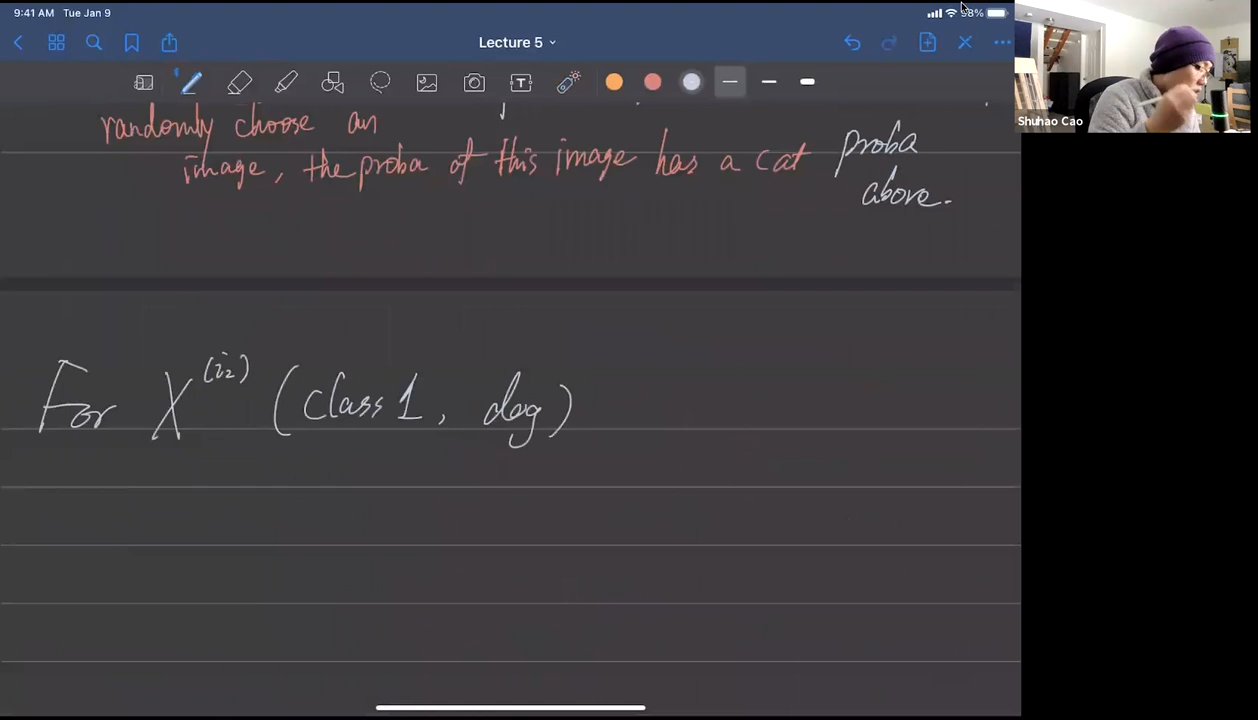 9:41 AM Tue Jan 9
98%
Lecture 5
Shuhao Cao
randomly choose an
image, the proba of this image has a cat
proba
above.
For X^(i₂) (class 1, dog)